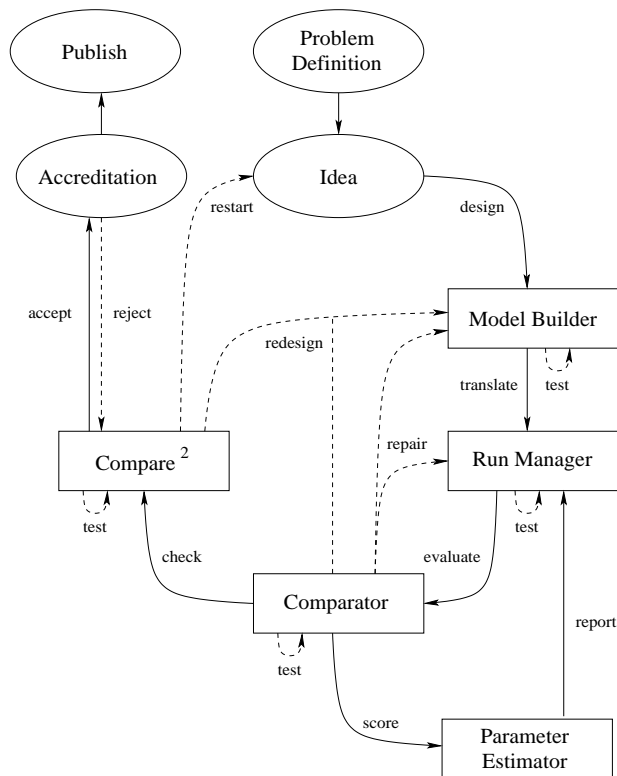 Publish
Problem
Definition
Accreditation
Idea
restart
design
accept
reject
redesign
Model Builder
translate
test
repair
Compare 2
Run Manager
test
test
check
evaluate
Comparator
test
report
score
Parameter
Estimator